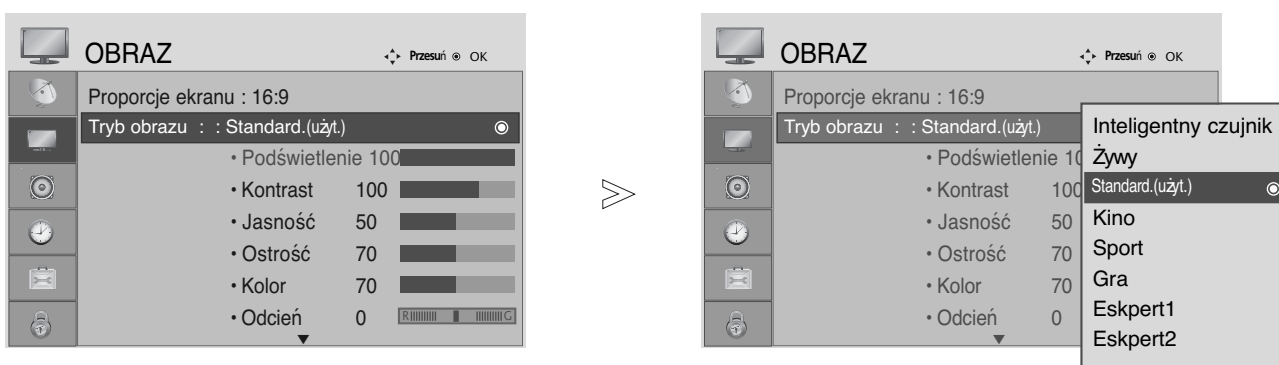 OBRAZ
Przesuń OK
Proporcje ekranu : 16:9
Tryb obrazu : : Standard.(użyt.)
• Podświetlenie 100
• Kontrast 100
• Jasność 50
• Ostrość 70
• Kolor 70
• Odcień 0 R G
>
OBRAZ
Przesuń OK
Proporcje ekranu : 16:9
Tryb obrazu : : Standard.(użyt.)
• Podświetlenie 10
• Kontrast 100
• Jasność 50
• Ostrość 70
• Kolor 70
• Odcień 0
Inteligentny czujnik
Żywy
Standard.(użyt.)
Kino
Sport
Gra
Eskpert1
Eskpert2